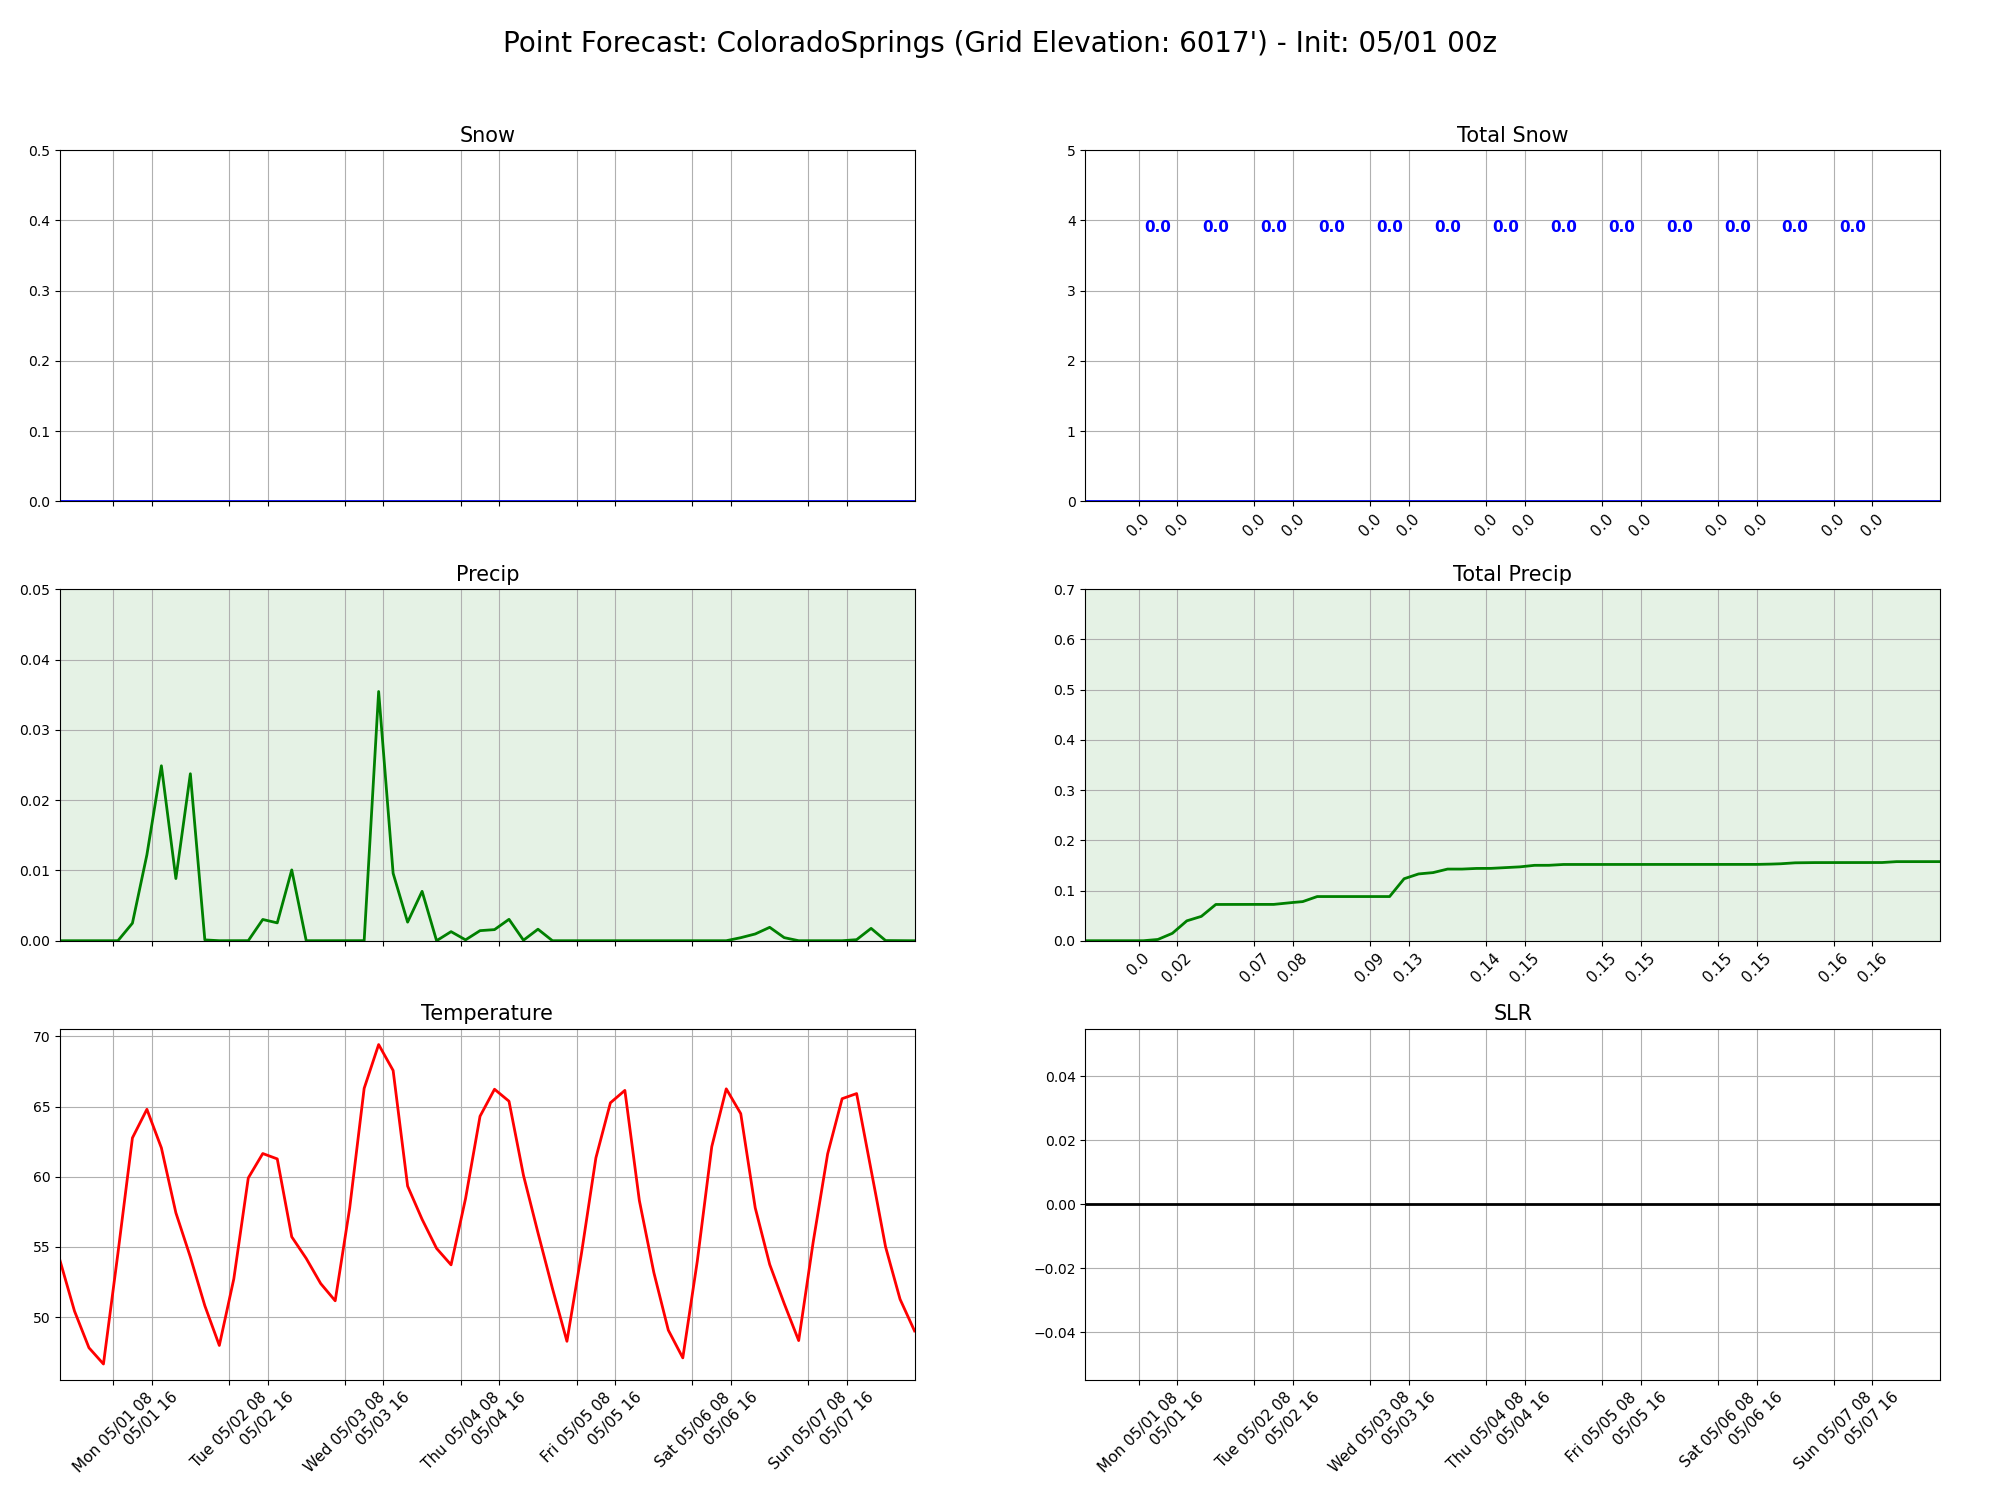 Point Forecast: ColoradoSprings (Grid Elevation: 6017') - Init: 05/01 00z
Snow
0.5
0.4
0.3
0.2
0.1
0.0
Total Snow
5
4
3
2
1
0
0.0 0.0 0.0 0.0 0.0 0.0 0.0 0.0 0.0 0.0 0.0 0.0 0.0
0.0 0.0 0.0 0.0 0.0 0.0 0.0 0.0 0.0 0.0 0.0 0.0 0.0 0.0
Precip
0.05
0.04
0.03
0.02
0.01
0.00
Total Precip
0.7
0.6
0.5
0.4
0.3
0.2
0.1
0.0
0.0 0.02 0.07 0.08 0.09 0.13 0.14 0.15 0.15 0.15 0.15 0.15 0.16 0.16
Temperature
70
65
60
55
50
Mon 05/01 08
05/01 16
Tue 05/02 08
05/02 16
Wed 05/03 08
05/03 16
Thu 05/04 08
05/04 16
Fri 05/05 08
05/05 16
Sat 05/06 08
05/06 16
Sun 05/07 08
05/07 16
SLR
0.04
0.02
0.00
−0.02
−0.04
Mon 05/01 08
05/01 16
Tue 05/02 08
05/02 16
Wed 05/03 08
05/03 16
Thu 05/04 08
05/04 16
Fri 05/05 08
05/05 16
Sat 05/06 08
05/06 16
Sun 05/07 08
05/07 16